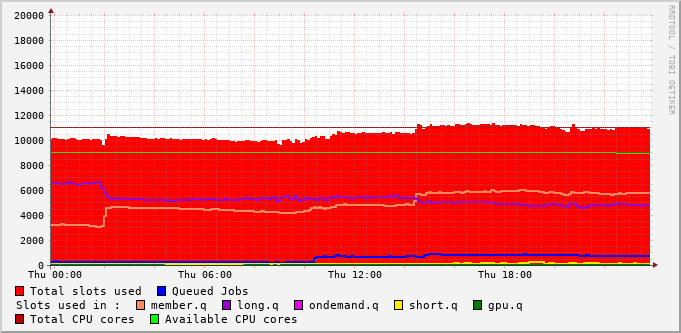 20000
18000
16000
14000
12000
10000
8000
6000
4000
2000
0
Thu 00:00 Thu 06:00 Thu 12:00 Thu 18:00
Total slots used Queued Jobs
Slots used in : member.q long.q ondemand.q short.q gpu.q
Total CPU cores Available CPU cores
RRDTOOL / TOBI OETIKER